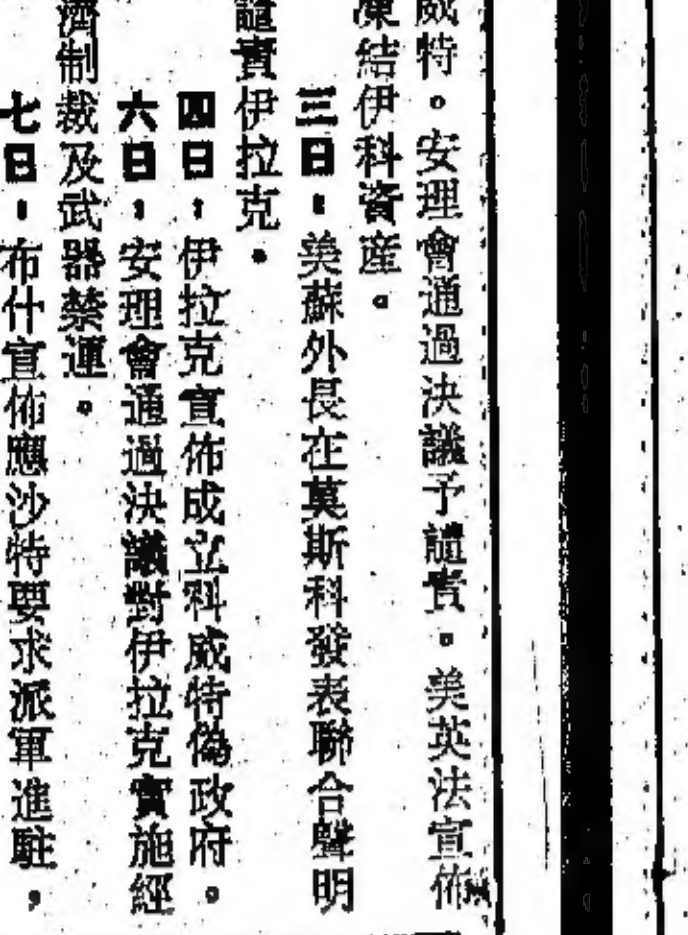 威特。安理會通過決議予譴責。美英法宣佈
凍結伊科資産。
三日，美蘇外長在莫斯科發表聯合聲明
譴責伊拉克。
四日，伊拉克宣佈成立科威特偽政府。
六日，安理會通過決議對伊拉克實施經
濟制裁及武器禁運。
七日，布什宣佈應沙特要求派軍進駐，